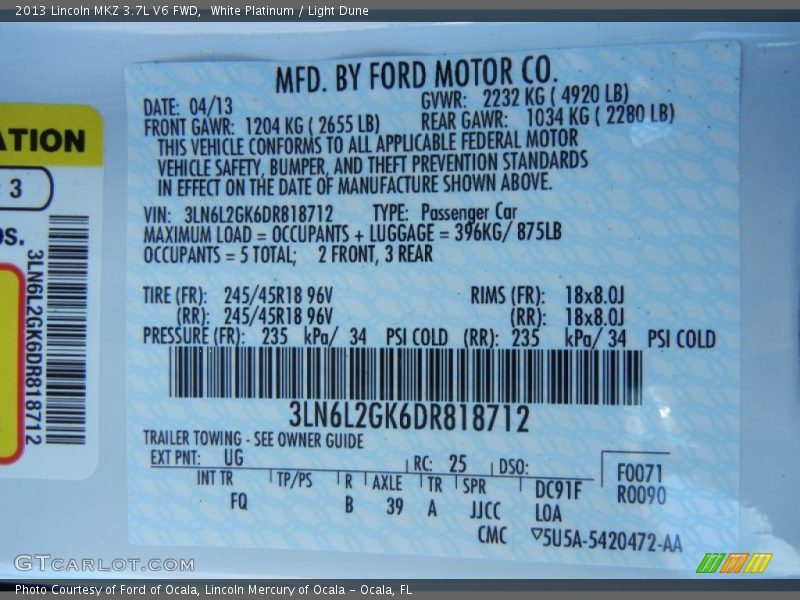 2013 Lincoln MKZ 3.7L V6 FWD,  White Platinum / Light Dune
MFD. BY FORD MOTOR CO.
DATE: 04/13 GVWR: 2232 KG ( 4920 LB)
FRONT GAWR: 1204 KG ( 2655 LB) REAR GAWR: 1034 KG ( 2280 LB)
THIS VEHICLE CONFORMS TO ALL APPLICABLE FEDERAL MOTOR
VEHICLE SAFETY, BUMPER, AND THEFT PREVENTION STANDARDS
IN EFFECT ON THE DATE OF MANUFACTURE SHOWN ABOVE.
VIN: 3LN6L2GK6DR818712 TYPE: Passenger Car
MAXIMUM LOAD = OCCUPANTS + LUGGAGE = 396KG/ 875LB
OCCUPANTS = 5 TOTAL; 2 FRONT, 3 REAR
TIRE (FR): 245/45R18 96V RIMS (FR): 18x8.0J
(RR): 245/45R18 96V (RR): 18x8.0J
PRESSURE (FR): 235 kPa/ 34 PSI COLD (RR): 235 kPa/ 34 PSI COLD
3LN6L2GK6DR818712
TRAILER TOWING - SEE OWNER GUIDE
EXT PNT: UG RC: 25 DSO: F0071
INT TR TP/PS R AXLE TR SPR DC91F R0090
FQ B 39 A JJCC LOA
CMC ▽5U5A-5420472-AA
ATION
3
OS.
3LN6L2GK6DR818712
GTCARLOT.COM
Photo Courtesy of Ford of Ocala, Lincoln Mercury of Ocala - Ocala, FL